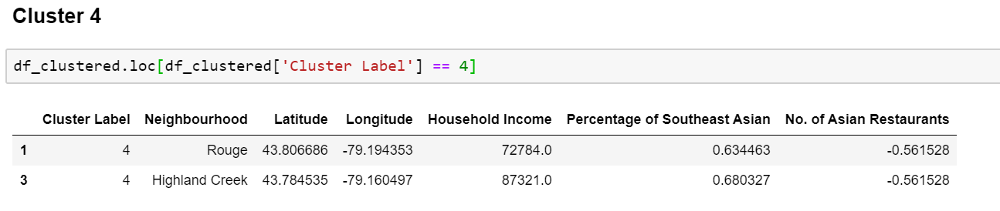 Cluster 4
df_clustered.loc[df_clustered['Cluster Label'] == 4]
Cluster Label Neighbourhood Latitude Longitude Household Income Percentage of Southeast Asian No. of Asian Restaurants
1 4 Rouge 43.806686 -79.194353 72784.0 0.634463 -0.561528
3 4 Highland Creek 43.784535 -79.160497 87321.0 0.680327 -0.561528